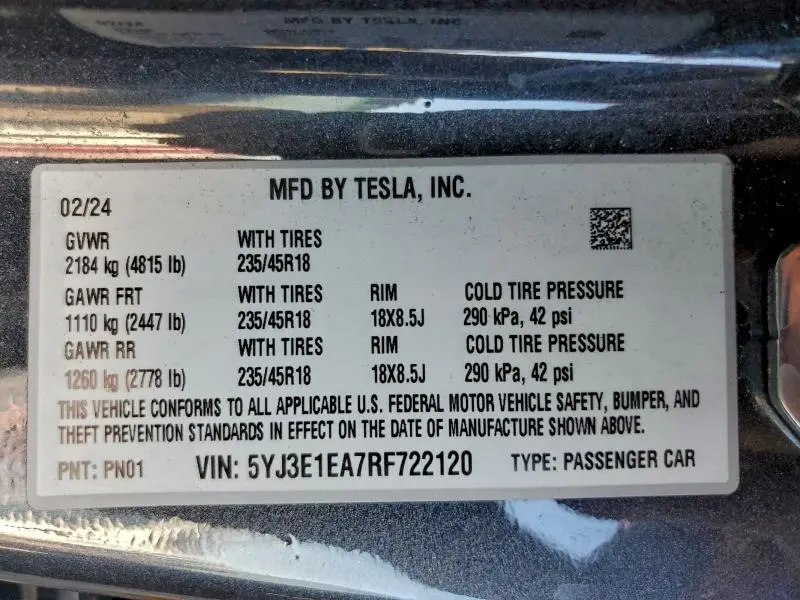 MFD BY TESLA, INC.
02/24
GVWR WITH TIRES
2184 kg (4815 lb) 235/45R18
GAWR FRT WITH TIRES RIM COLD TIRE PRESSURE
1110 kg (2447 lb) 235/45R18 18X8.5J 290 kPa, 42 psi
GAWR RR WITH TIRES RIM COLD TIRE PRESSURE
1260 kg (2778 lb) 235/45R18 18X8.5J 290 kPa, 42 psi
THIS VEHICLE CONFORMS TO ALL APPLICABLE U.S. FEDERAL MOTOR VEHICLE SAFETY, BUMPER, AND
THEFT PREVENTION STANDARDS IN EFFECT ON THE DATE OF MANUFACTURE SHOWN ABOVE.
PNT: PN01 VIN: 5YJ3E1EA7RF722120 TYPE: PASSENGER CAR